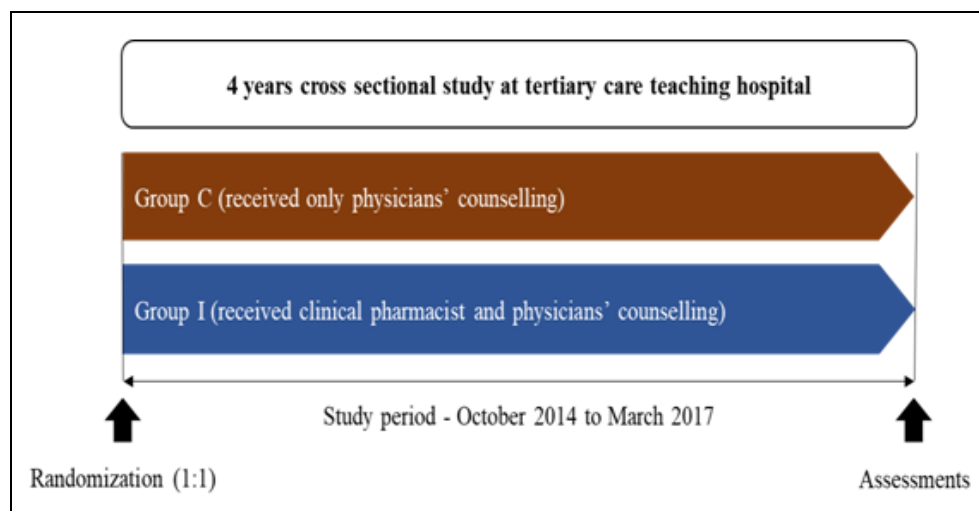 4 years cross sectional study at tertiary care teaching hospital
Group C (received only physicians’ counselling)
Group I (received clinical pharmacist and physicians’ counselling)
Study period - October 2014 to March 2017
Randomization (1:1)
Assessments